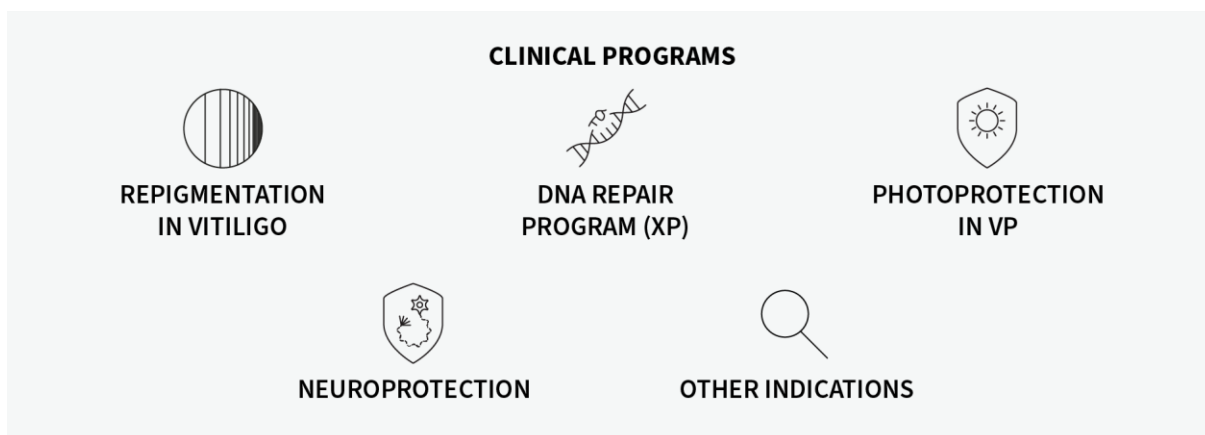 CLINICAL PROGRAMS
REPIGMENTATION
IN VITILIGO
DNA REPAIR
PROGRAM (XP)
PHOTOPROTECTION
IN VP
NEUROPROTECTION
OTHER INDICATIONS